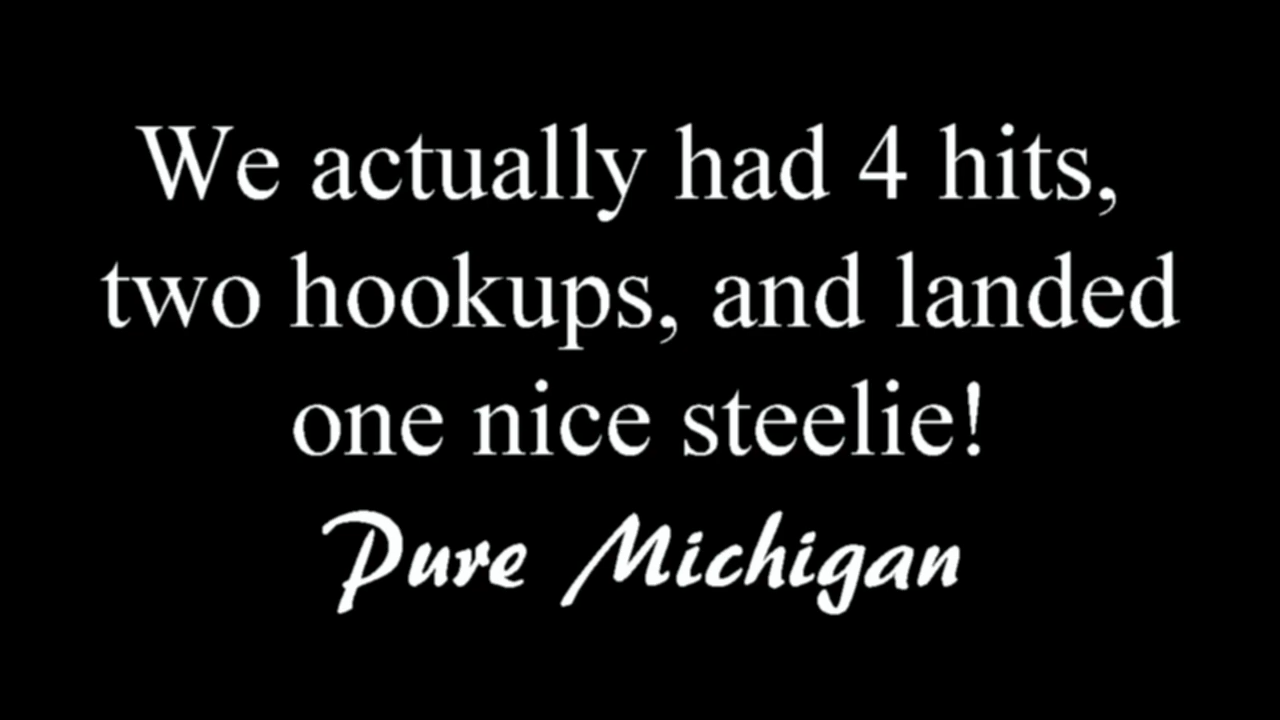 We actually had 4 hits,
two hookups, and landed
one nice steelie!
Pure Michigan